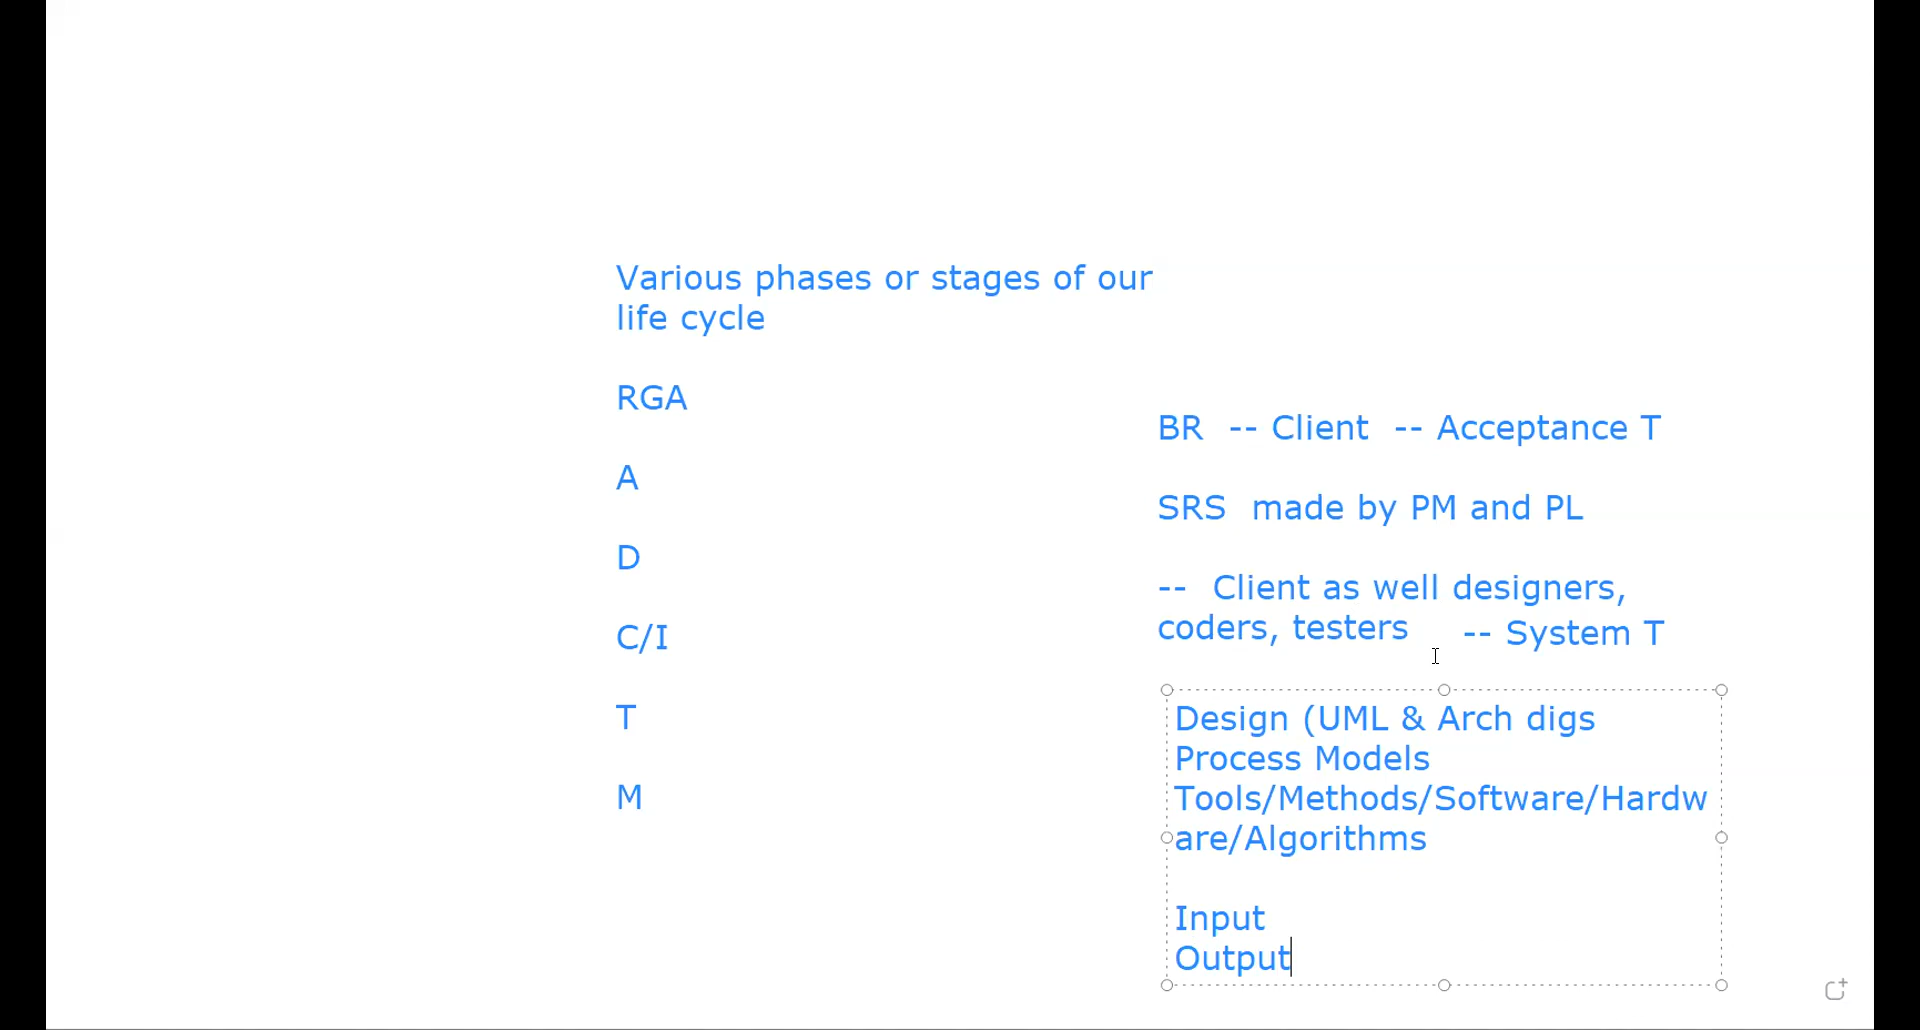 Various phases or stages of our
life cycle
RGA
A
D
C/I
T
M
BR -- Client -- Acceptance T
SRS made by PM and PL
-- Client as well designers,
coders, testers -- System T
Design (UML & Arch digs
Process Models
Tools/Methods/Software/Hardw
are/Algorithms
Input
Output